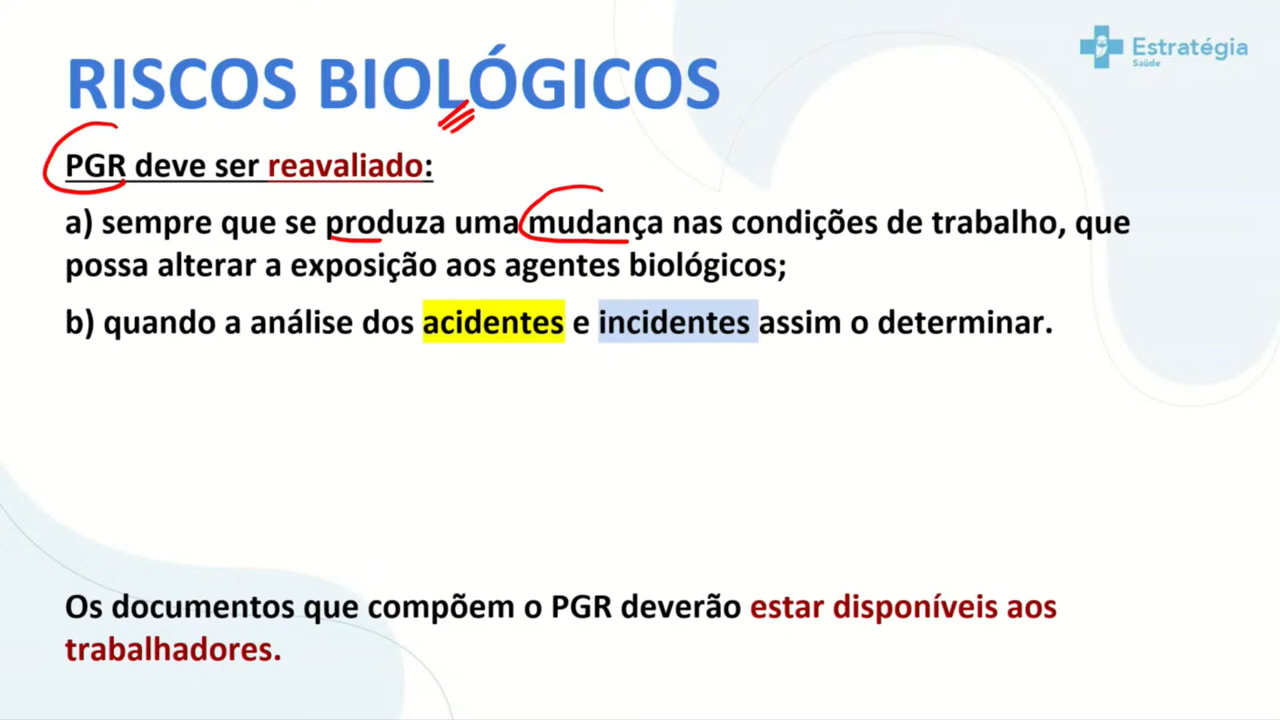 RISCOS BIOLÓGICOS
Estratégia
Saúde
PGR deve ser reavaliado:
a) sempre que se produza uma mudança nas condições de trabalho, que
possa alterar a exposição aos agentes biológicos;
b) quando a análise dos acidentes e incidentes assim o determinar.
Os documentos que compõem o PGR deverão estar disponíveis aos
trabalhadores.